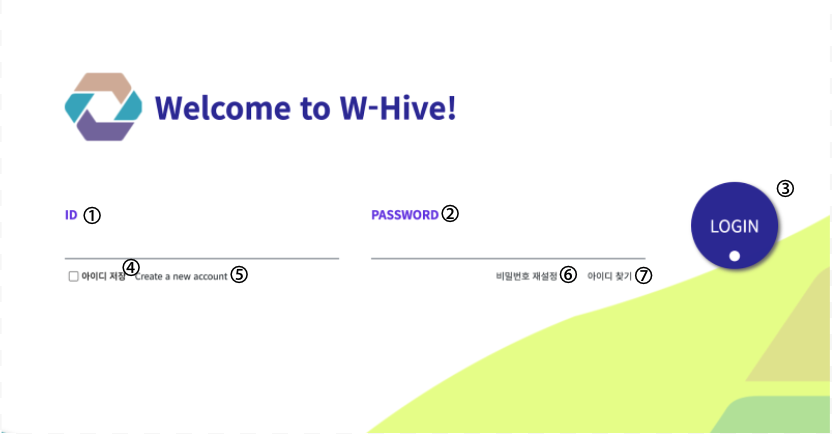 Welcome to W-Hive!
③
ID ① PASSWORD ②
LOGIN
④
아이디 저장 Create a new account ⑤ 비밀번호 재설정 ⑥ 아이디 찾기 ⑦